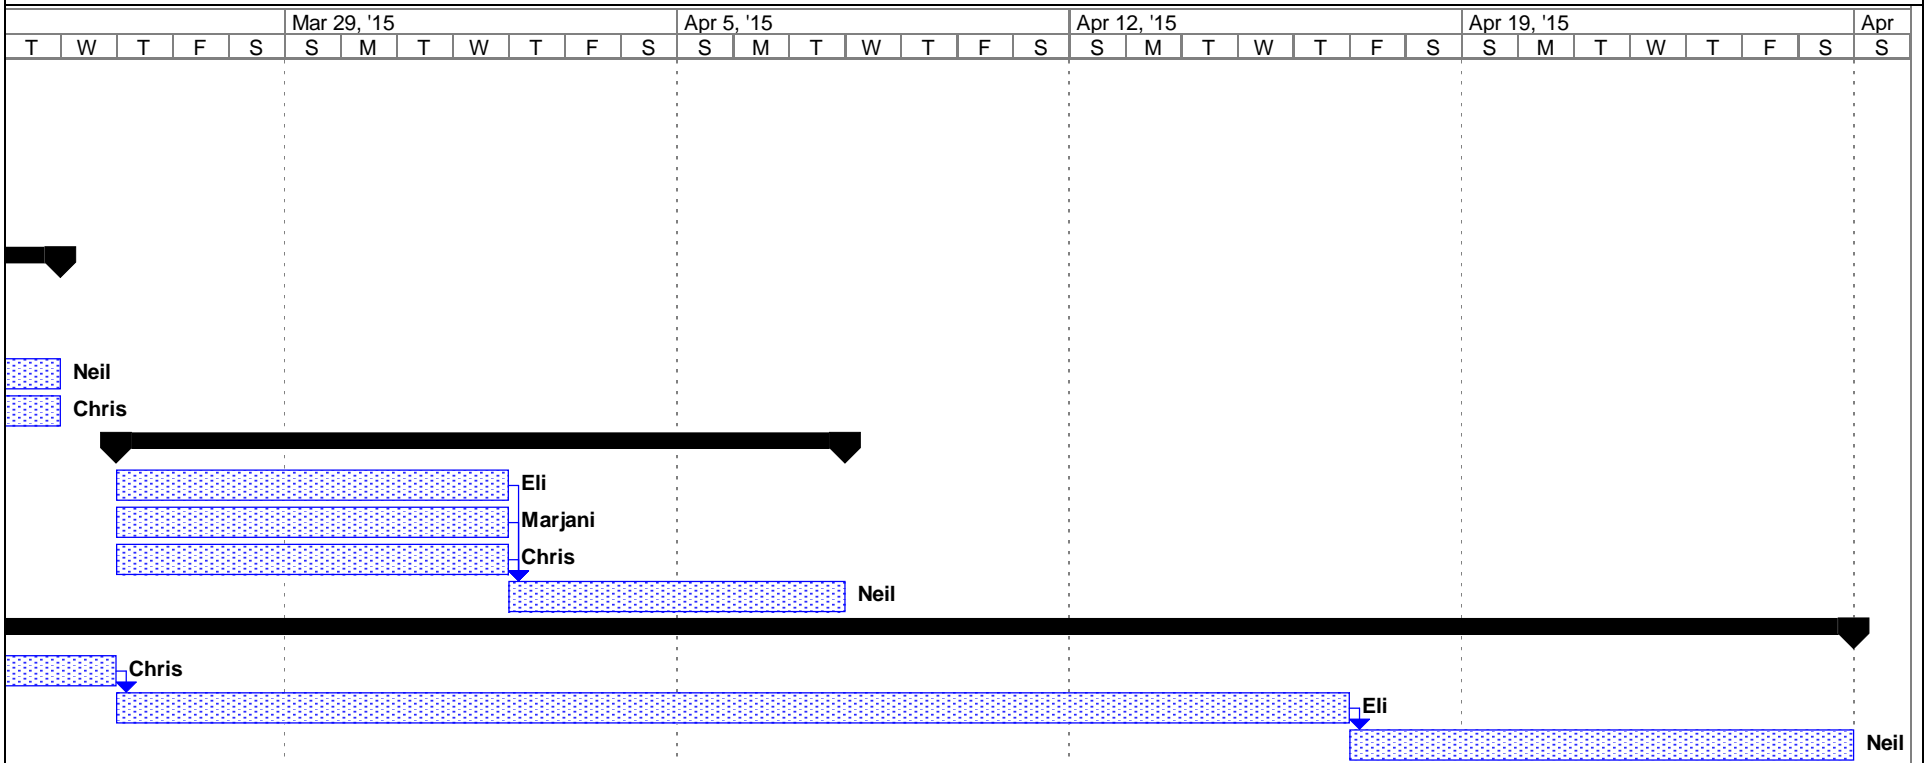 Mar 29, '15 Apr 5, '15 Apr 12, '15 Apr 19, '15 Apr
T W T F S S M T W T F S S M T W T F S S M T W T F S S M T W T F S S
Neil
Chris
Eli
Marjani
Chris
Neil
Chris
Eli
Neil